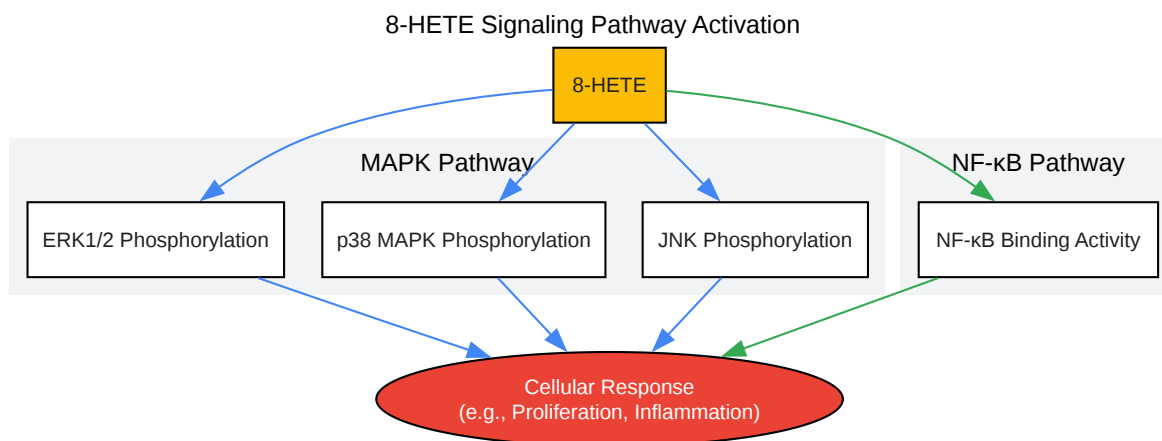 8-HETE Signaling Pathway Activation
8-HETE
MAPK Pathway
NF-κB Pathway
ERK1/2 Phosphorylation
p38 MAPK Phosphorylation
JNK Phosphorylation
NF-κB Binding Activity
Cellular Response
(e.g., Proliferation, Inflammation)